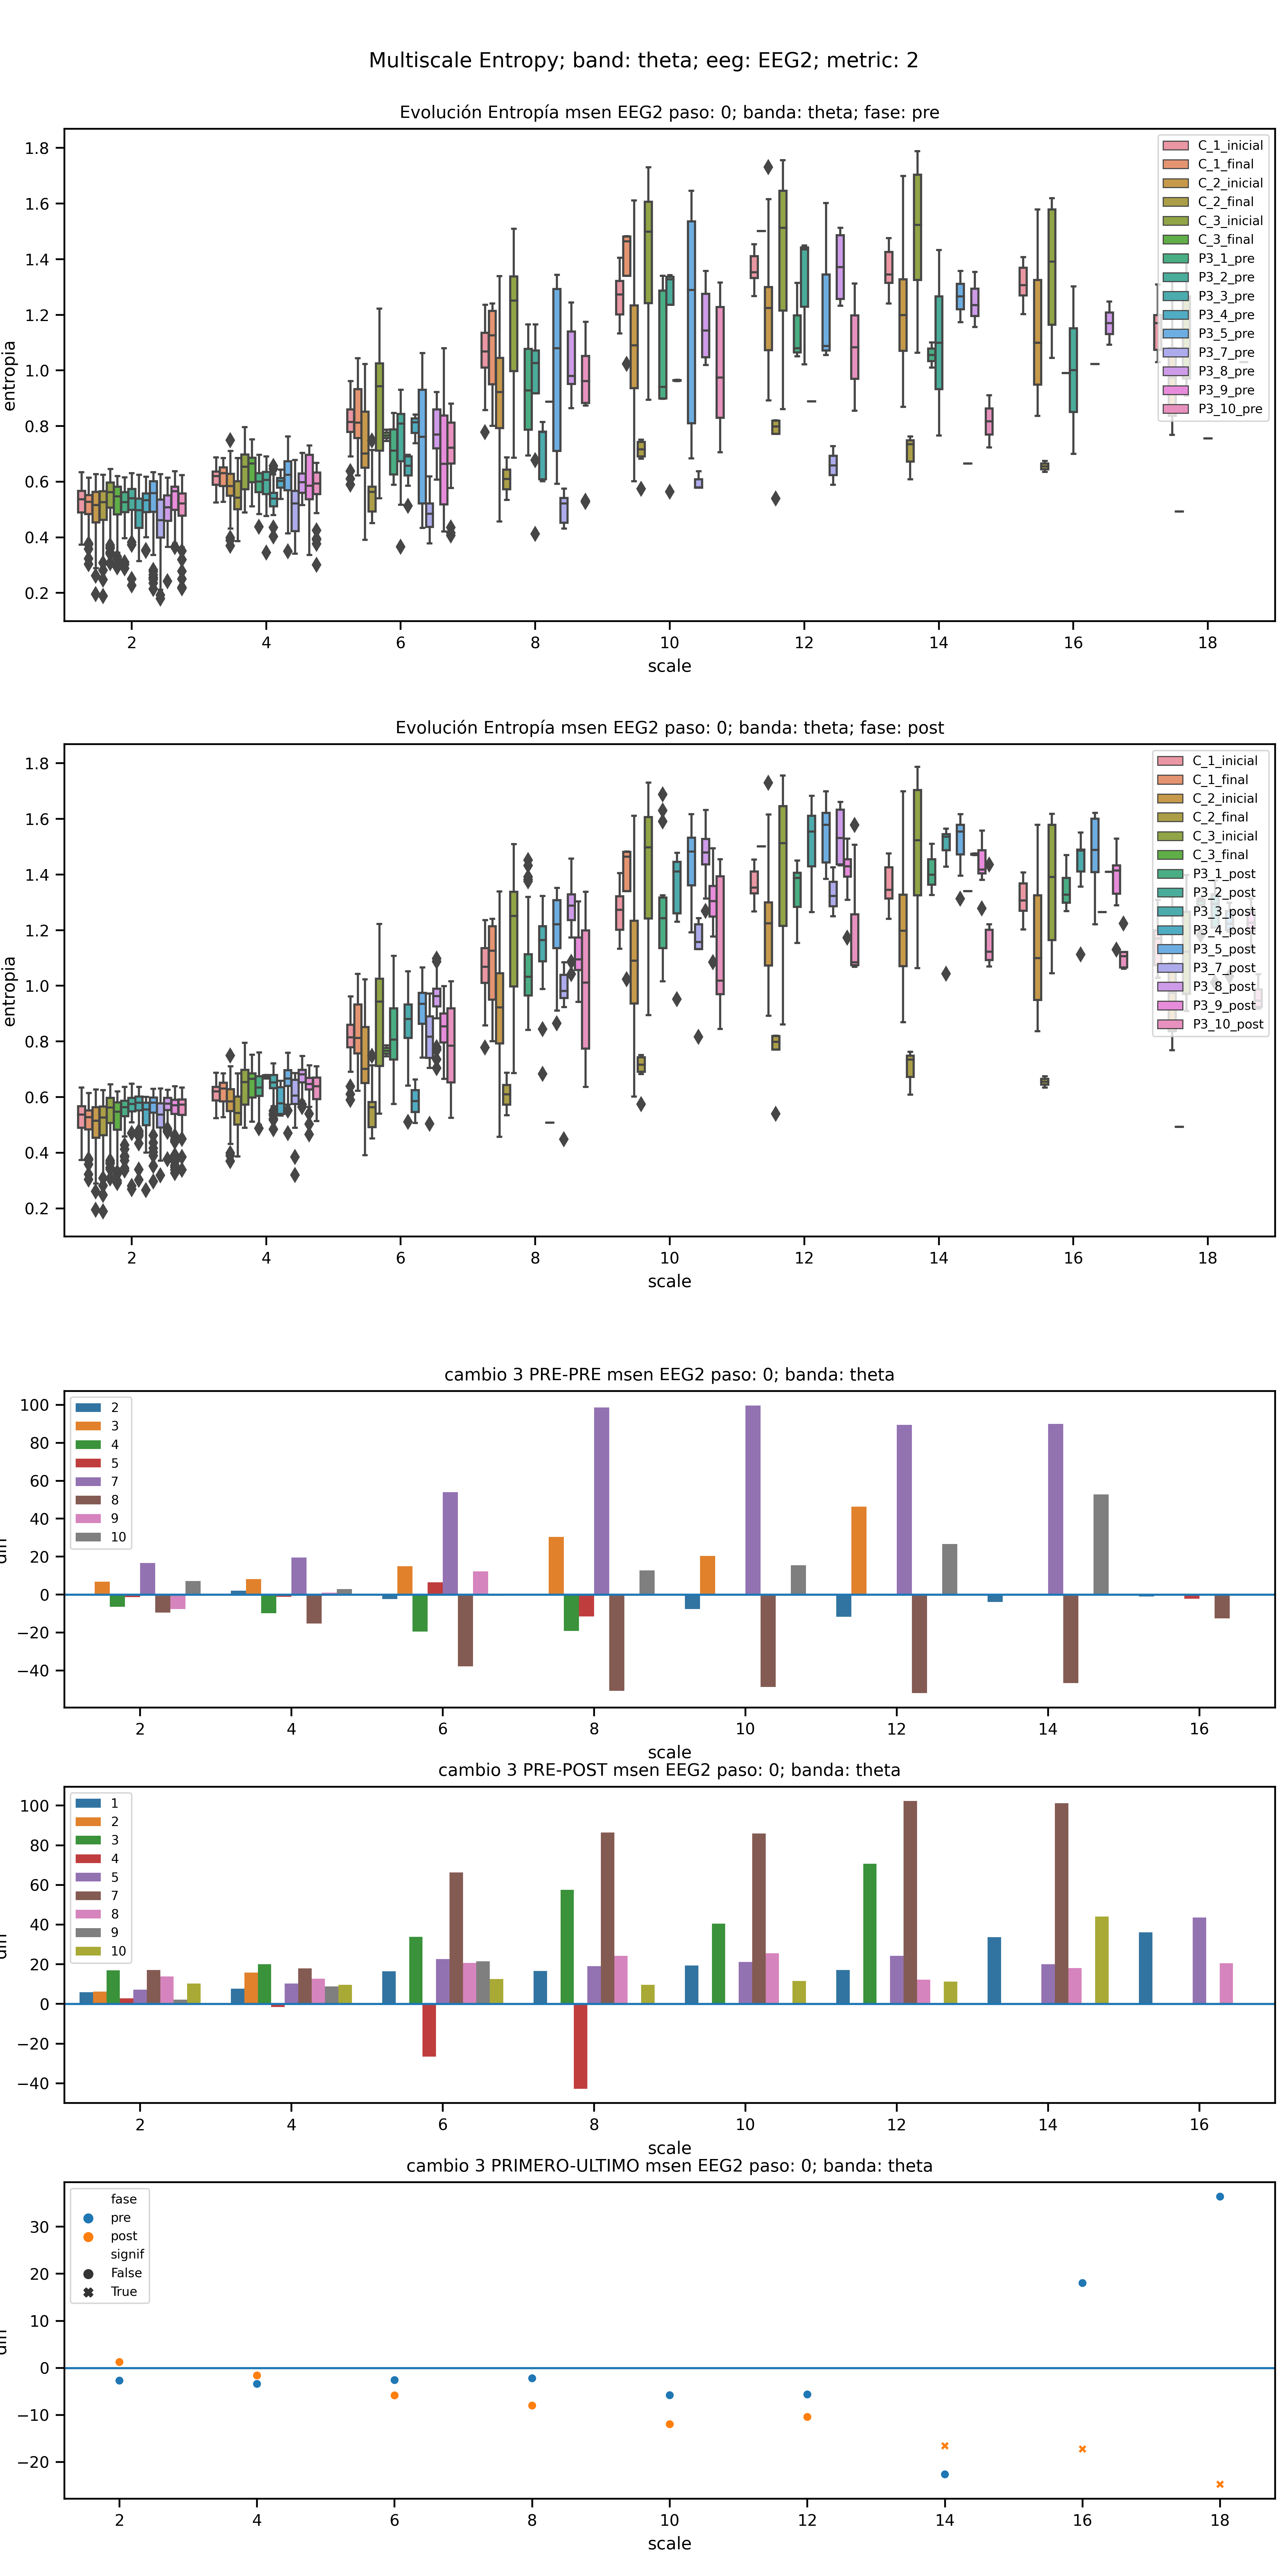 Multiscale Entropy; band: theta; eeg: EEG2; metric: 2
Evolución Entropía msen EEG2 paso: 0; banda: theta; fase: pre
entropia
1.8
1.6
1.4
1.2
1.0
0.8
0.6
0.4
0.2
C_1_inicial
C_1_final
C_2_inicial
C_2_final
C_3_inicial
C_3_final
P3_1_pre
P3_2_pre
P3_3_pre
P3_4_pre
P3_5_pre
P3_7_pre
P3_8_pre
P3_9_pre
P3_10_pre
2 4 6 8 10 12 14 16 18
scale
Evolución Entropía msen EEG2 paso: 0; banda: theta; fase: post
entropia
1.8
1.6
1.4
1.2
1.0
0.8
0.6
0.4
0.2
C_1_inicial
C_1_final
C_2_inicial
C_2_final
C_3_inicial
C_3_final
P3_1_post
P3_2_post
P3_3_post
P3_4_post
P3_5_post
P3_7_post
P3_8_post
P3_9_post
P3_10_post
2 4 6 8 10 12 14 16 18
scale
cambio 3 PRE-PRE msen EEG2 paso: 0; banda: theta
100
80
60
40
20
0
−20
−40
2
3
4
5
7
8
9
10
2 4 6 8 10 12 14 16
scale
cambio 3 PRE-POST msen EEG2 paso: 0; banda: theta
100
80
60
40
20
0
−20
−40
1
2
3
4
5
7
8
9
10
2 4 6 8 10 12 14 16
scale
cambio 3 PRIMERO-ULTIMO msen EEG2 paso: 0; banda: theta
30
20
10
0
−10
−20
fase
pre
post
signif
False
True
2 4 6 8 10 12 14 16 18
scale